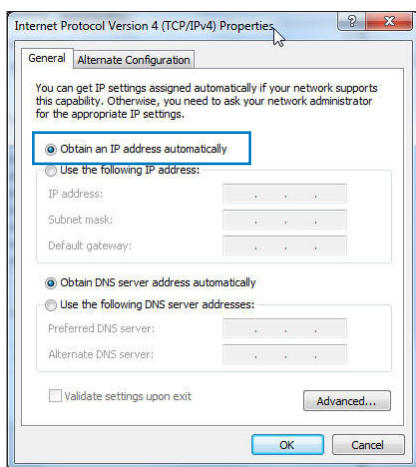 Internet Protocol Version 4 (TCP/IPv4) Properties
General
Alternate Configuration
You can get IP settings assigned automatically if your network supports
this capability. Otherwise, you need to ask your network administrator
for the appropriate IP settings.
Obtain an IP address automatically
Use the following IP address:
IP address:
Subnet mask:
Default gateway:
Obtain DNS server address automatically
Use the following DNS server addresses:
Preferred DNS server:
Alternate DNS server:
Validate settings upon exit
Advanced...
OK
Cancel